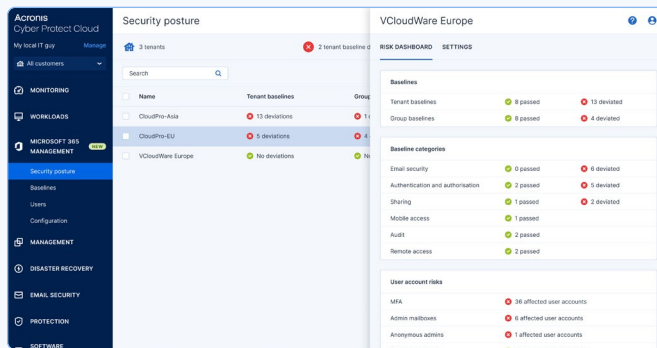 Acronis
Cyber Protect Cloud
My local IT guy Manage
All customers
MONITORING
WORKLOADS
MICROSOFT 365 MANAGEMENT NEW
Security posture
Baselines
Users
Configuration
MANAGEMENT
DISASTER RECOVERY
EMAIL SECURITY
PROTECTION
SOFTWARE
Security posture
3 tenants 2 tenant baseline d
Search
Name Tenant baselines Group
CloudPro-Asia 13 deviations 1
CloudPro-EU 5 deviations 4
VCloudWare Europe No deviations No
VCloudWare Europe
RISK DASHBOARD SETTINGS
Baselines
Tenant baselines 8 passed 13 deviated
Group baselines 8 passed 4 deviated
Baseline categories
Email security 0 passed 6 deviated
Authentication and authorisation 2 passed 5 deviated
Sharing 1 passed 2 deviated
Mobile access 1 passed
Audit 2 passed
Remote access 2 passed
User account risks
MFA 36 affected user accounts
Admin mailboxes 6 affected user accounts
Anonymous admins 1 affected user accounts